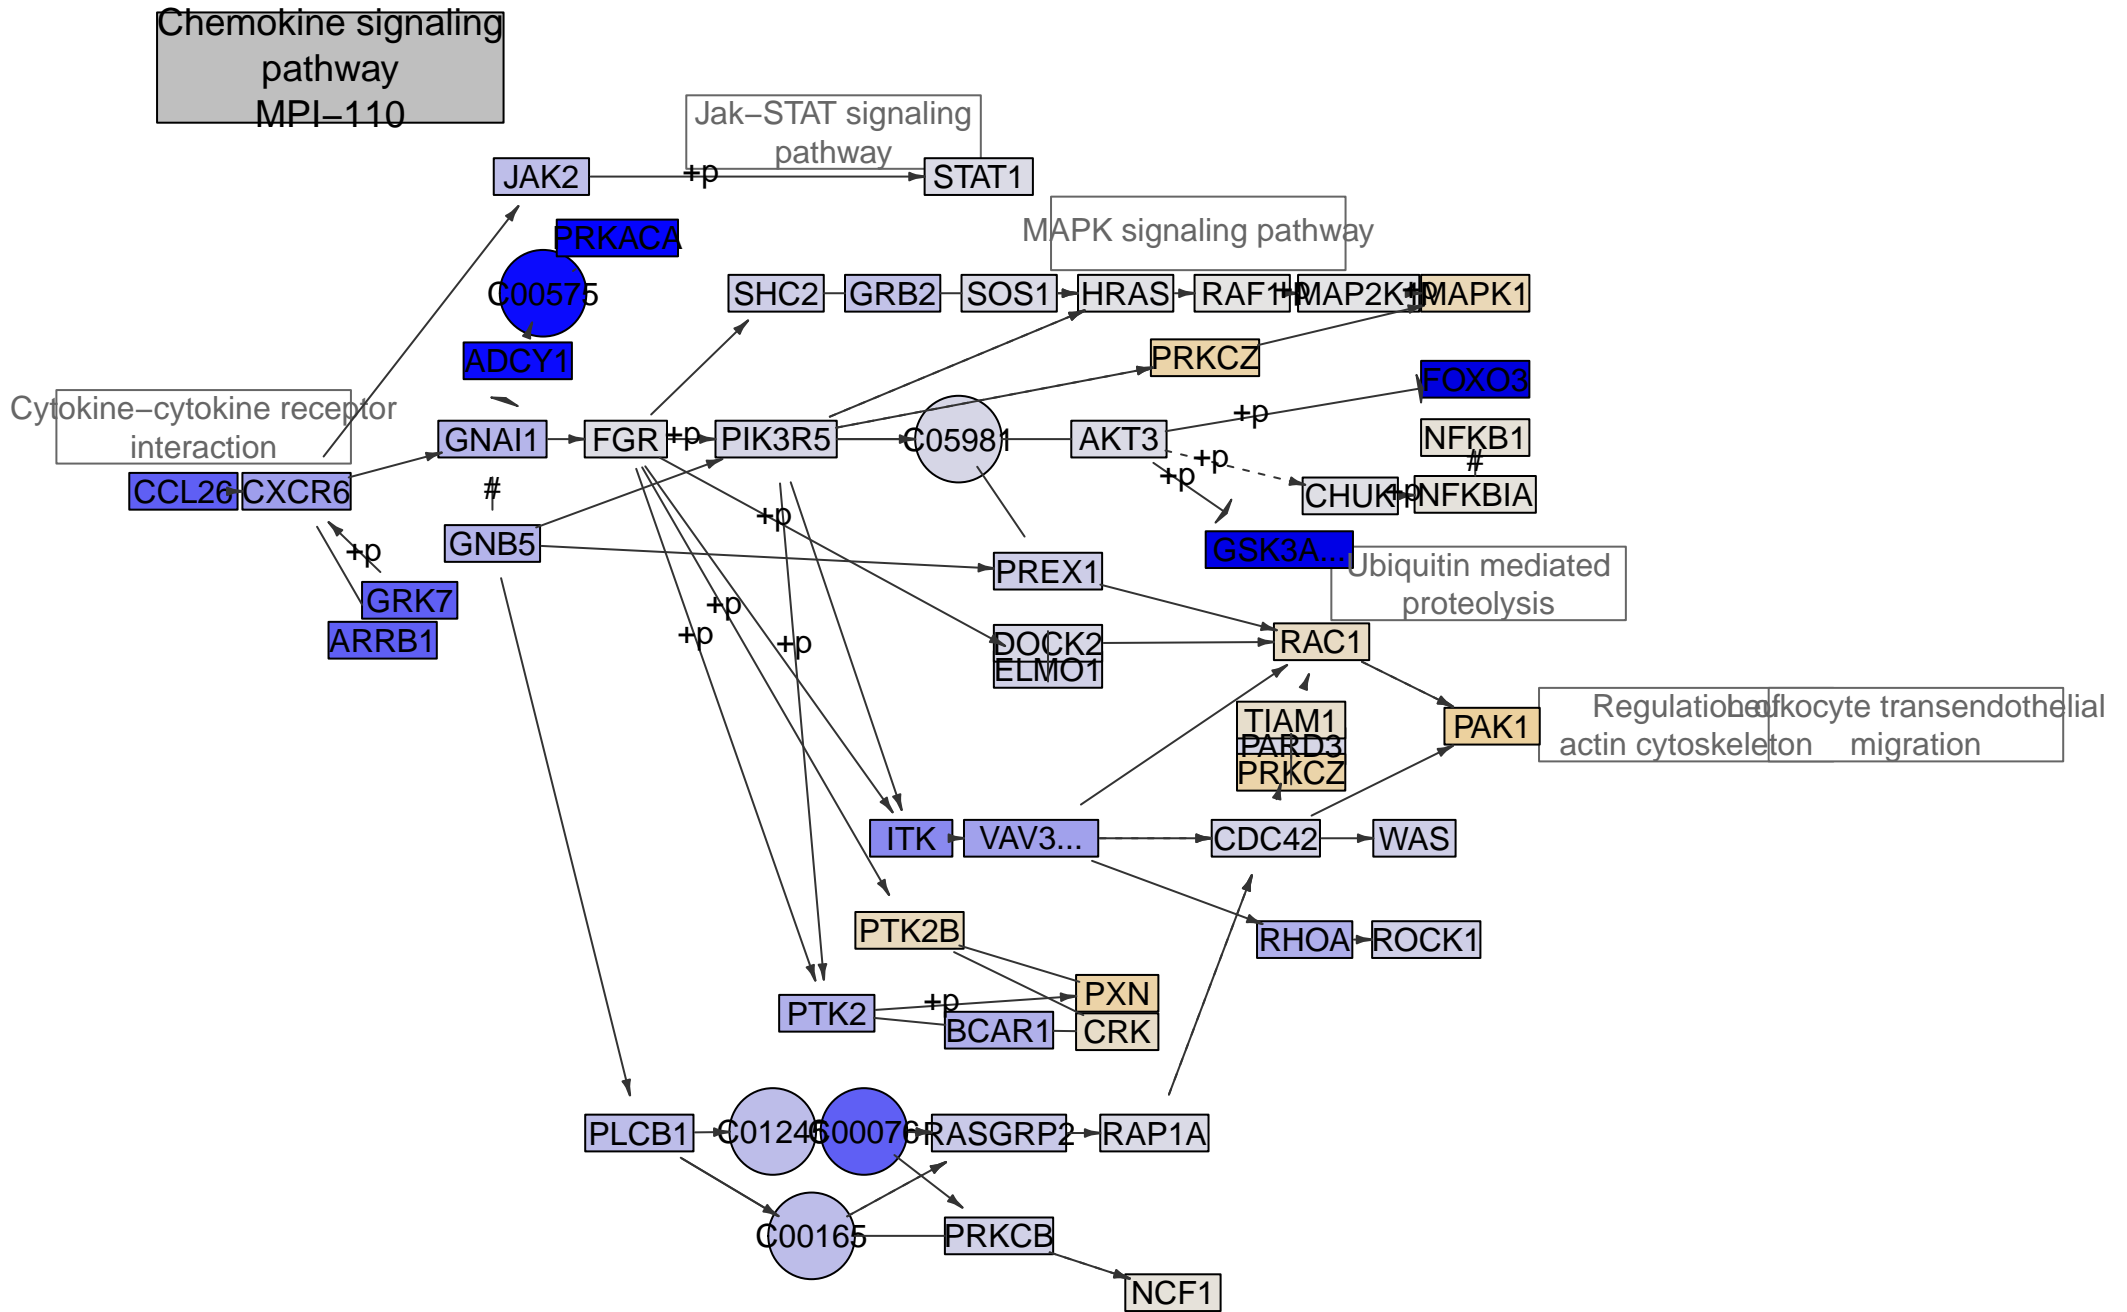 Chemokine signaling
pathway
MPI−110
Jak−STAT signaling
pathway
JAK2
+p
STAT1
PRKACA
MAPK signaling pathway
C00575
SHC2
GRB2
SOS1
HRAS
RAF1
+p
MAP2K1
+p
MAPK1
ADCY1
PRKCZ
FOXO3
Cytokine−cytokine receptor
interaction
+p
GNAI1
FGR
+p
PIK3R5
C05981
AKT3
NFKB1
+p
#
+p
CCL26
CXCR6
#
CHUK
+p
NFKBIA
+p
GNB5
+p
GSK3A...
Ubiquitin mediated
proteolysis
PREX1
GRK7
+p
ARRB1
+p
+p
DOCK2
ELMO1
RAC1
Regulation of
actin cytoskeleton
Leukocyte transendothelial
migration
TIAM1
PARD3
PRKCZ
PAK1
ITK
VAV3...
CDC42
WAS
PTK2B
RHOA
ROCK1
PXN
+p
PTK2
BCAR1
CRK
PLCB1
C01245
C00076
RASGRP2
RAP1A
C00165
PRKCB
NCF1